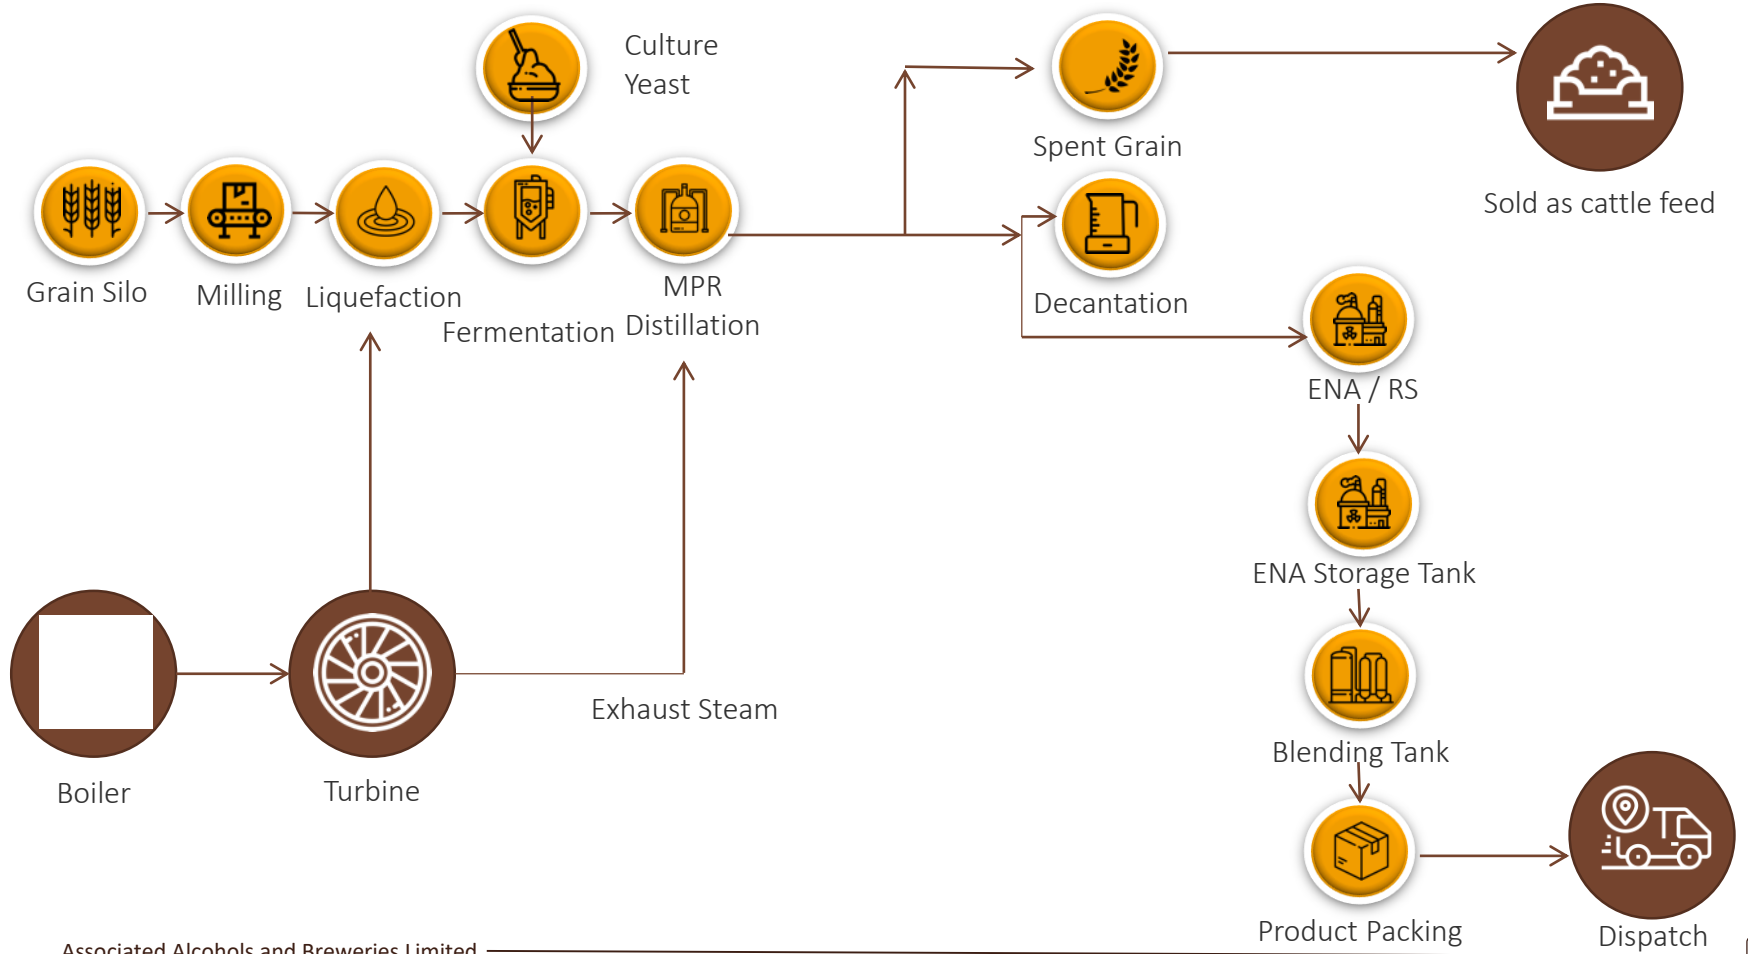 Culture
Yeast
Spent Grain
Sold as cattle feed
Grain Silo
Milling
Liquefaction
Fermentation
MPR
Distillation
Decantation
ENA / RS
ENA Storage Tank
Exhaust Steam
Boiler
Turbine
Blending Tank
Product Packing
Dispatch
Associated Alcohols and Breweries Limited